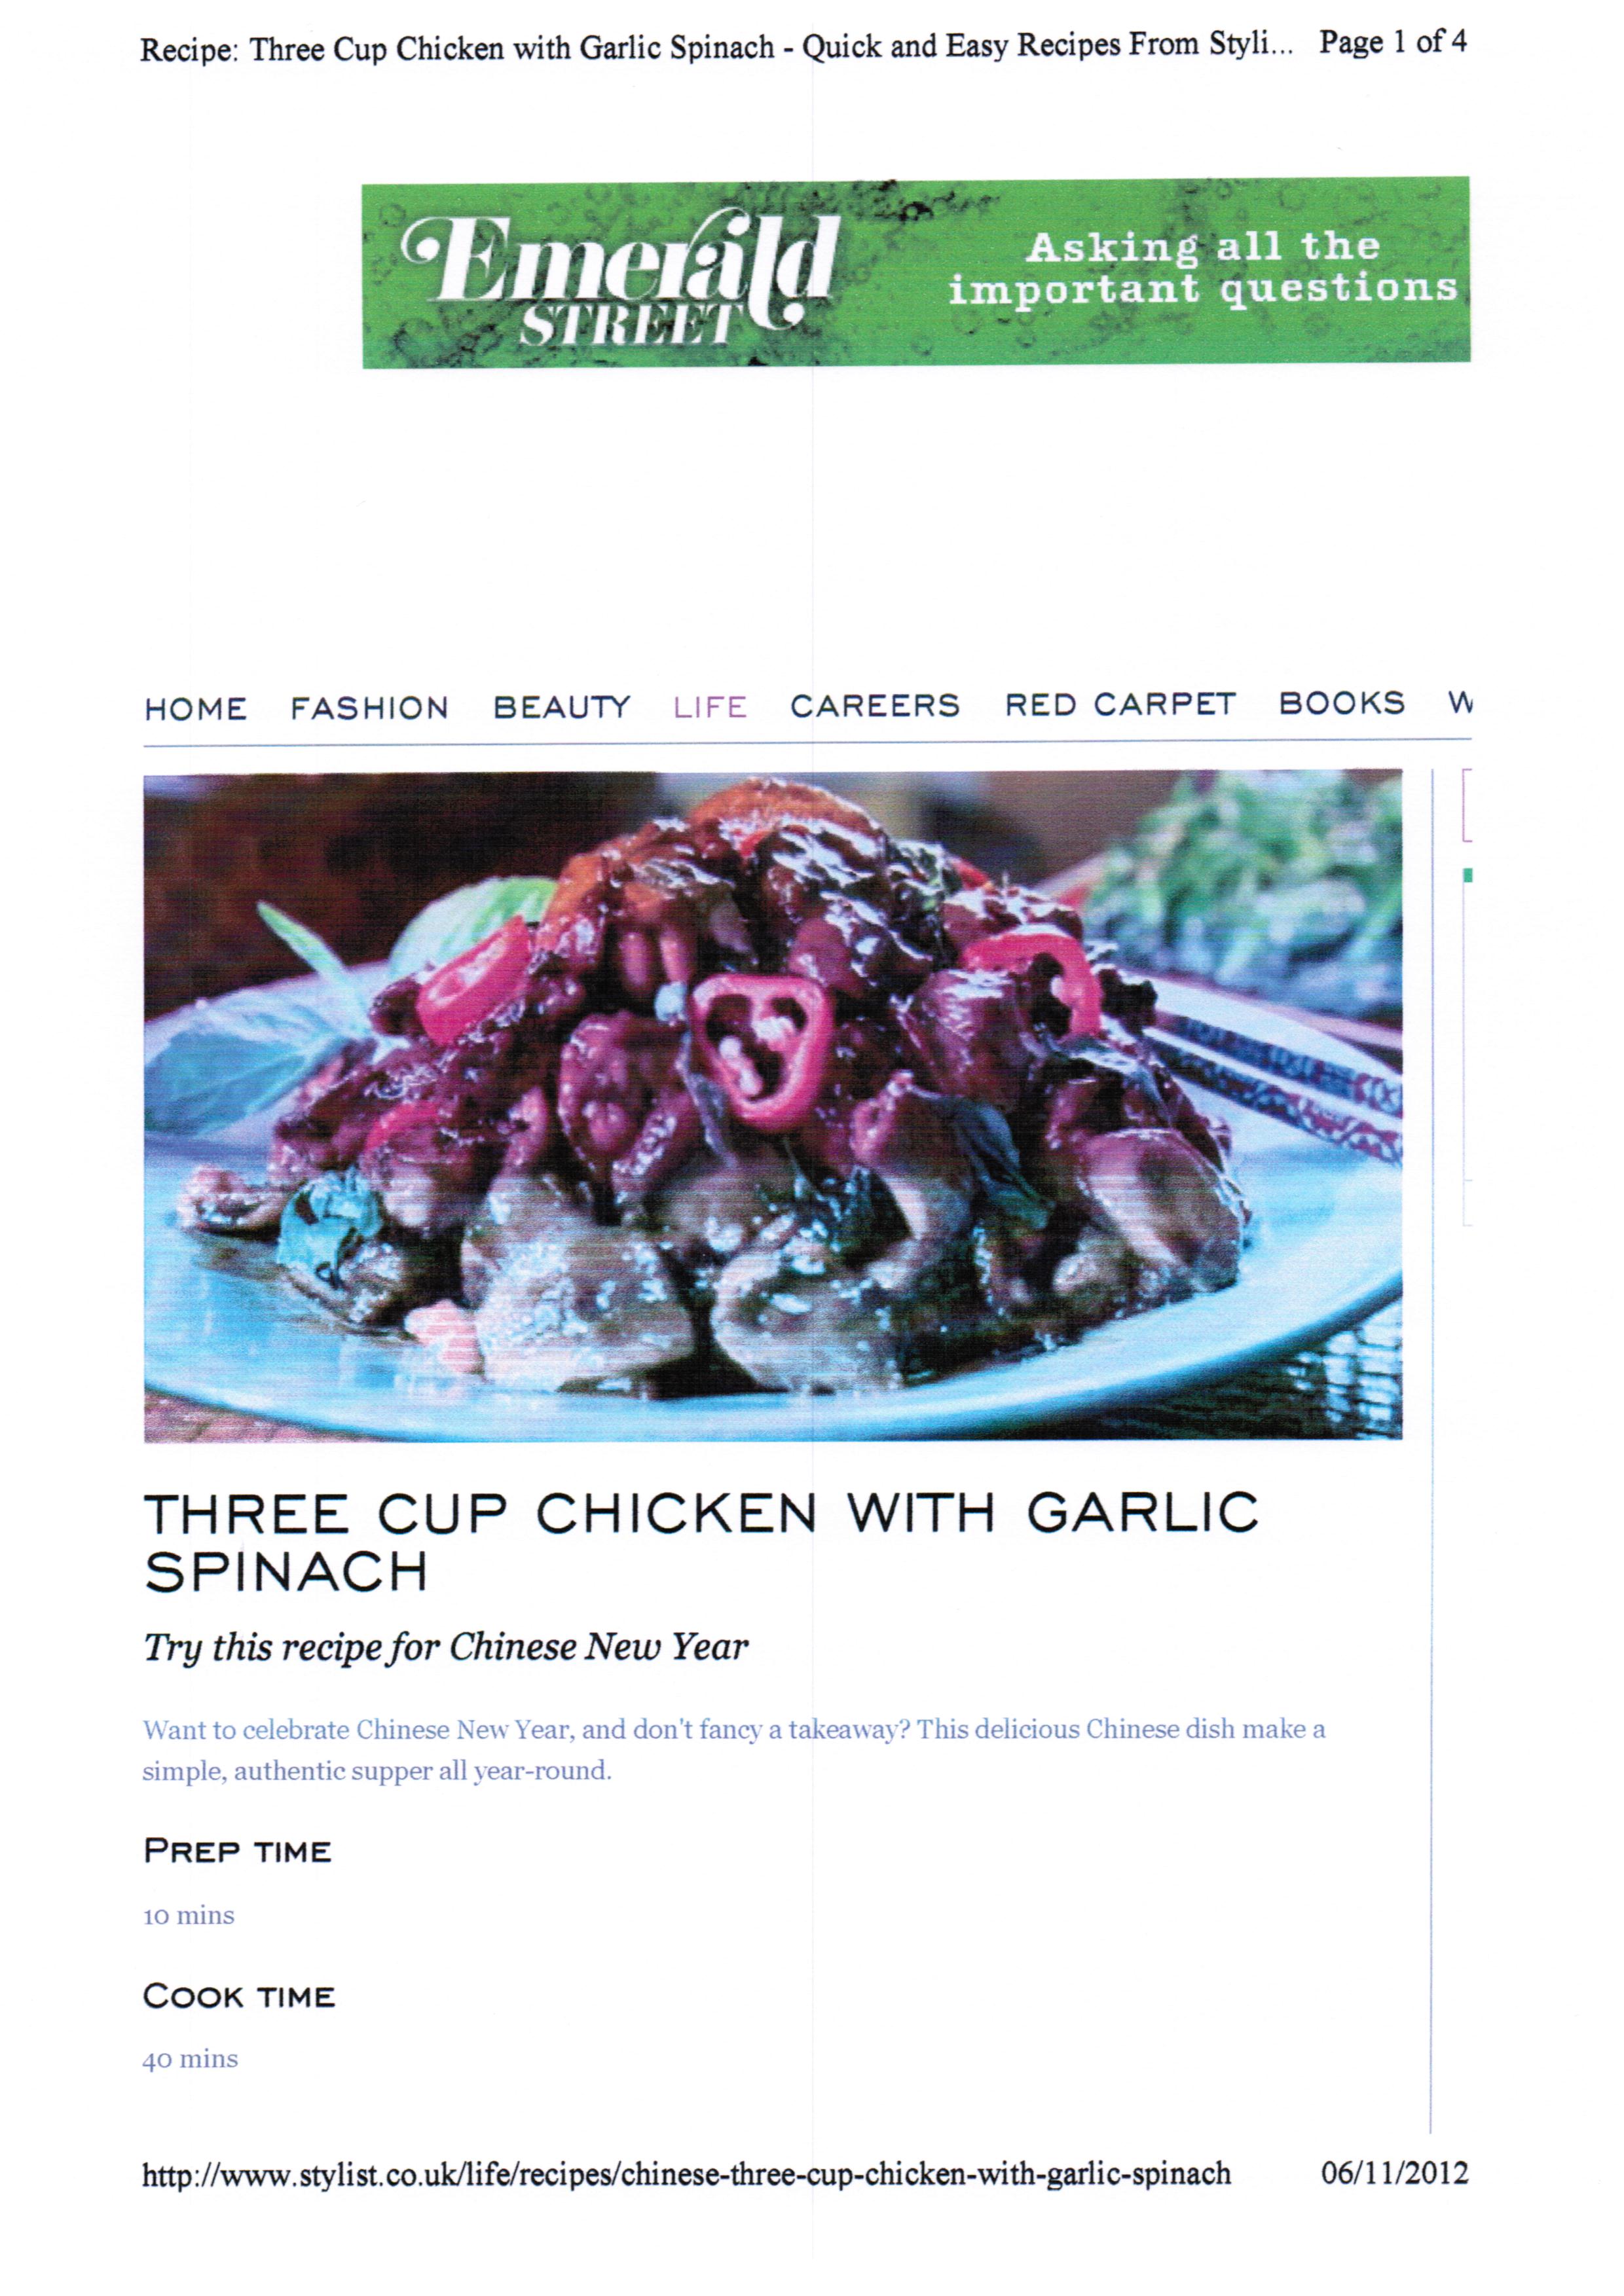 Recipe: Three Cup Chicken with Garlic Spinach - Quick and Easy Recipes From Styli... Page 1 of 4
Emerald
STREET
Asking all the
important questions
HOME FASHION BEAUTY LIFE CAREERS RED CARPET BOOKS W
THREE CUP CHICKEN WITH GARLIC
SPINACH
Try this recipe for Chinese New Year
Want to celebrate Chinese New Year, and don't fancy a takeaway? This delicious Chinese dish make a
simple, authentic supper all year-round.
PREP TIME
10 mins
COOK TIME
40 mins
http://www.stylist.co.uk/life/recipes/chinese-three-cup-chicken-with-garlic-spinach 06/11/2012